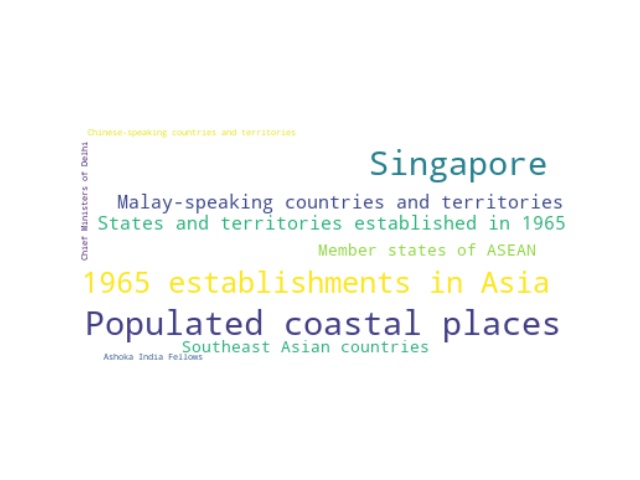 Chinese-speaking countries and territories
Chief Ministers of Delhi
Singapore
Malay-speaking countries and territories
States and territories established in 1965
Member states of ASEAN
1965 establishments in Asia
Populated coastal places
Southeast Asian countries
Ashoka India Fellows